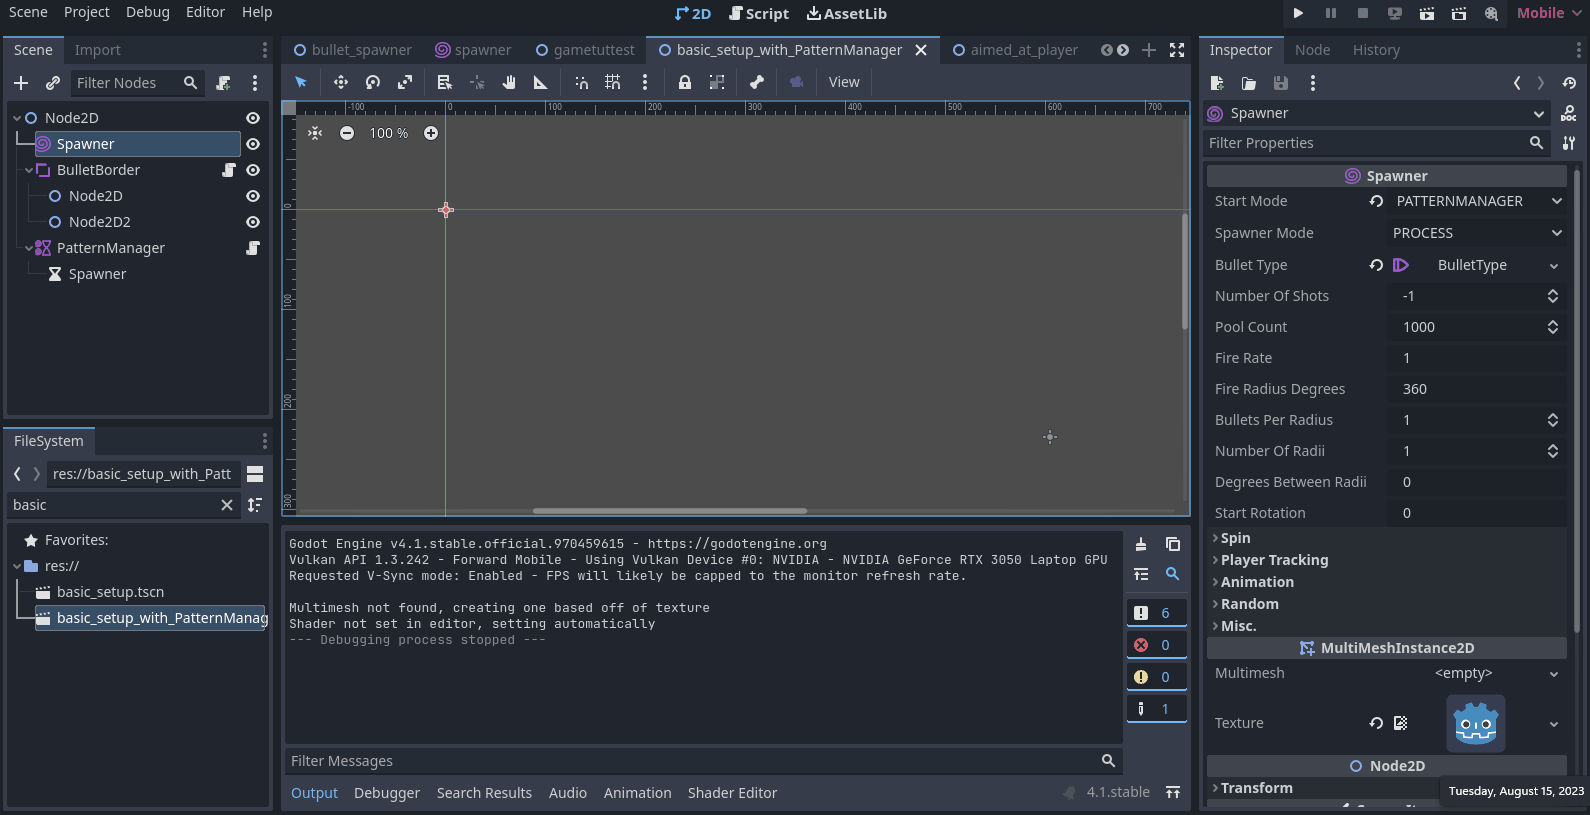 Scene Project Debug Editor Help
2D Script AssetLib
Mobile
Scene Import
Filter Nodes
Node2D
Spawner
BulletBorder
Node2D
Node2D2
PatternManager
Spawner
FileSystem
res://basic_setup_with_Patt
basic
Favorites:
res://
basic_setup.tscn
basic_setup_with_PatternManag
bullet_spawner spawner gametuttest basic_setup_with_PatternManager aimed_at_player
View
-100 0 100 200 300 400 500 600 700
100 %
0
100
200
300
Godot Engine v4.1.stable.official.970459615 - https://godotengine.org
Vulkan API 1.3.242 - Forward Mobile - Using Vulkan Device #0: NVIDIA - NVIDIA GeForce RTX 3050 Laptop GPU
Requested V-Sync mode: Enabled - FPS will likely be capped to the monitor refresh rate.
Multimesh not found, creating one based off of texture
Shader not set in editor, setting automatically
--- Debugging process stopped ---
6
0
0
1
Filter Messages
Output Debugger Search Results Audio Animation Shader Editor 4.1.stable
Inspector Node History
Spawner
DOC
Filter Properties
Spawner
Start Mode PATTERNMANAGER
Spawner Mode PROCESS
Bullet Type BulletType
Number Of Shots -1
Pool Count 1000
Fire Rate 1
Fire Radius Degrees 360
Bullets Per Radius 1
Number Of Radii 1
Degrees Between Radii 0
Start Rotation 0
Spin
Player Tracking
Animation
Random
Misc.
MultiMeshInstance2D
Multimesh <empty>
Texture
Node2D
Transform
Tuesday, August 15, 2023